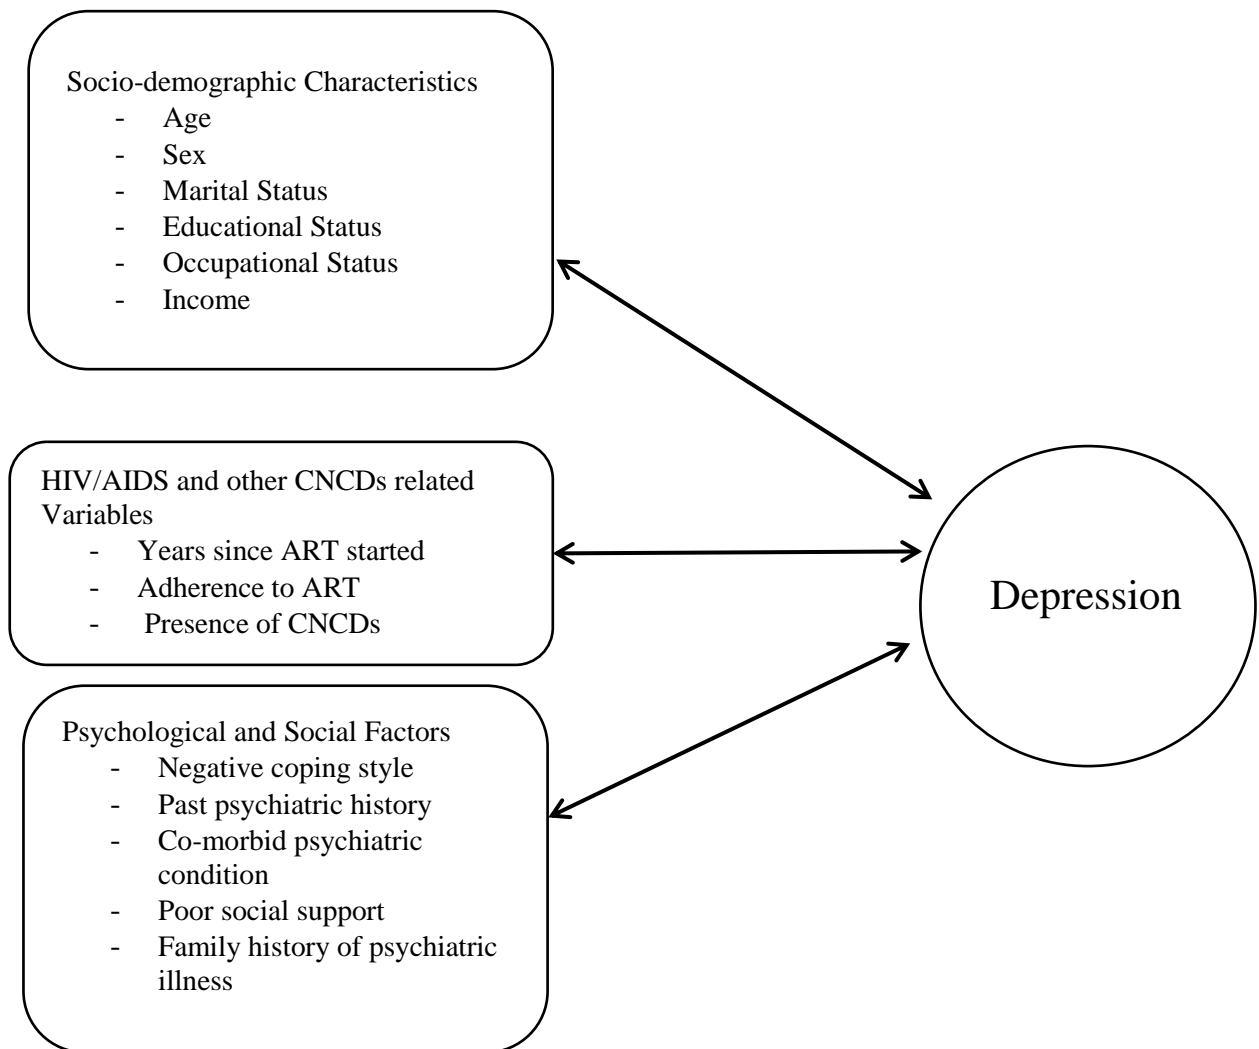 Socio-demographic Characteristics
- Age
- Sex
- Marital Status
- Educational Status
- Occupational Status
- Income
HIV/AIDS and other CNCDs related
Variables
- Years since ART started
- Adherence to ART
- Presence of CNCDs
Psychological and Social Factors
- Negative coping style
- Past psychiatric history
- Co-morbid psychiatric
condition
- Poor social support
- Family history of psychiatric
illness
Depression